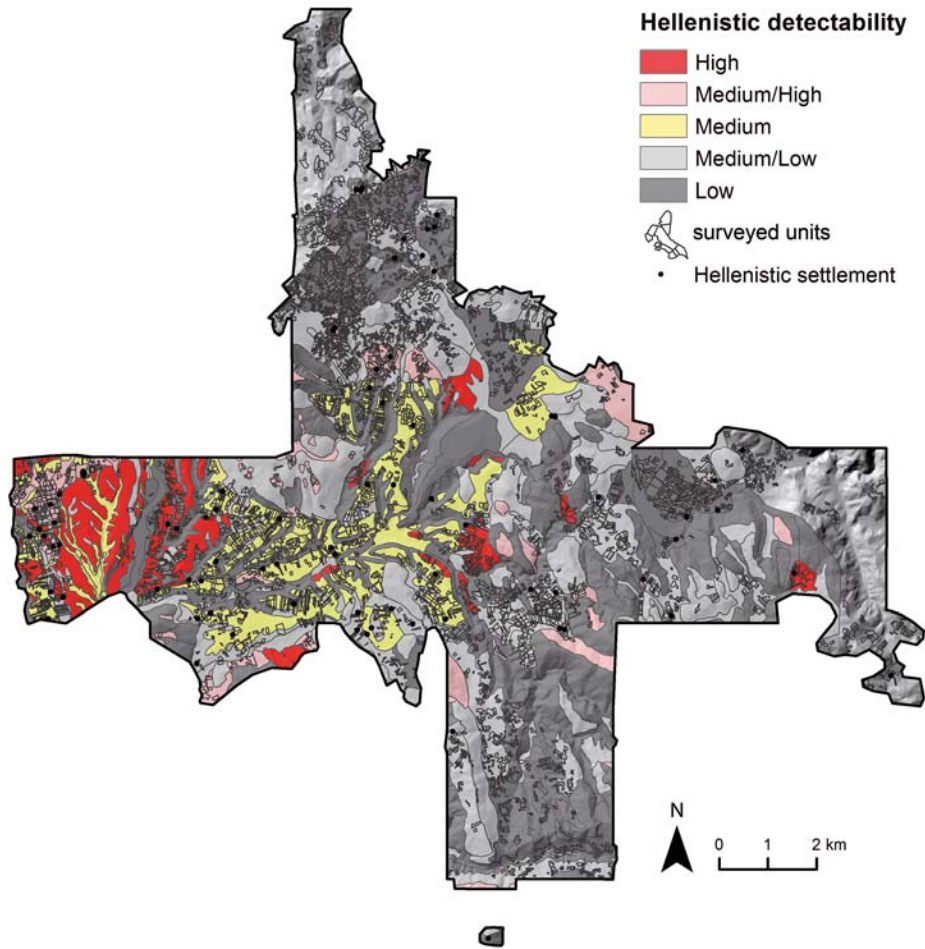 Hellenistic detectability
High
Medium/High
Medium
Medium/Low
Low
surveyed units
Hellenistic settlement
N
0 1 2 km